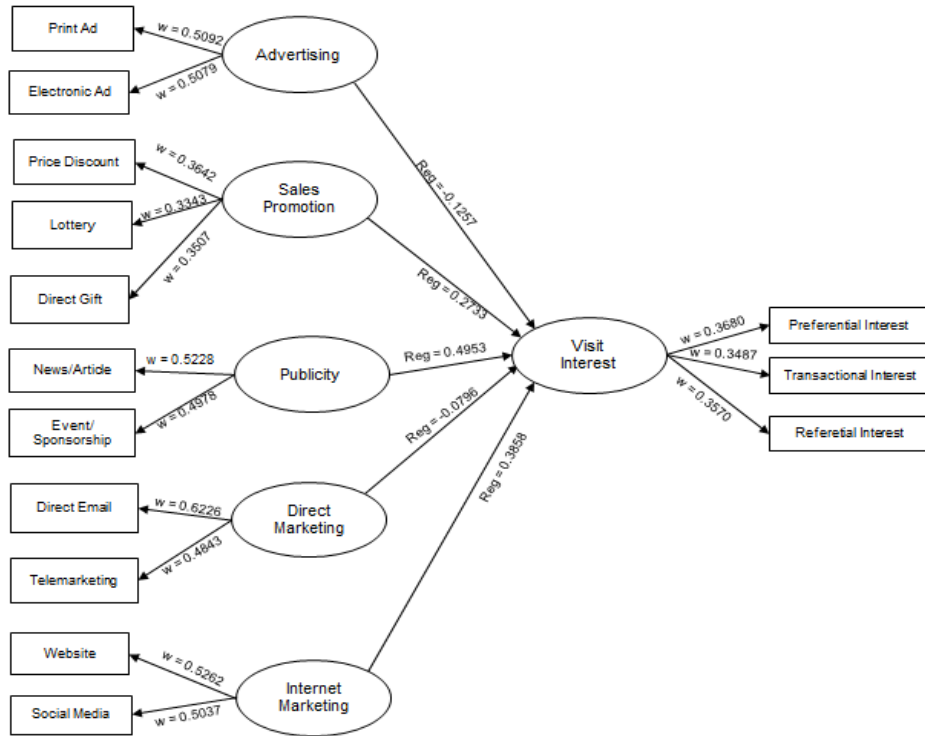 Print Ad
w = 0.5092
Advertising
w = 0.5079
Electronic Ad
Reg = -0.1257
Price Discount
w = 0.3642
Sales
Promotion
w = 0.3343
Lottery
w = 0.3507
Direct Gift
Reg = 0.2733
Visit
Interest
w = 0.3680
Preferential Interest
w = 0.3487
Transactional Interest
w = 0.3570
Referetial Interest
News/Article
w = 0.5228
Publicity
Reg = 0.4953
w = 0.4978
Event/
Sponsorship
Reg = -0.0796
Direct Email
w = 0.6226
Direct
Marketing
w = 0.4843
Telemarketing
Reg = 0.3858
Website
w = 0.5262
Internet
Marketing
Social Media
w = 0.5037